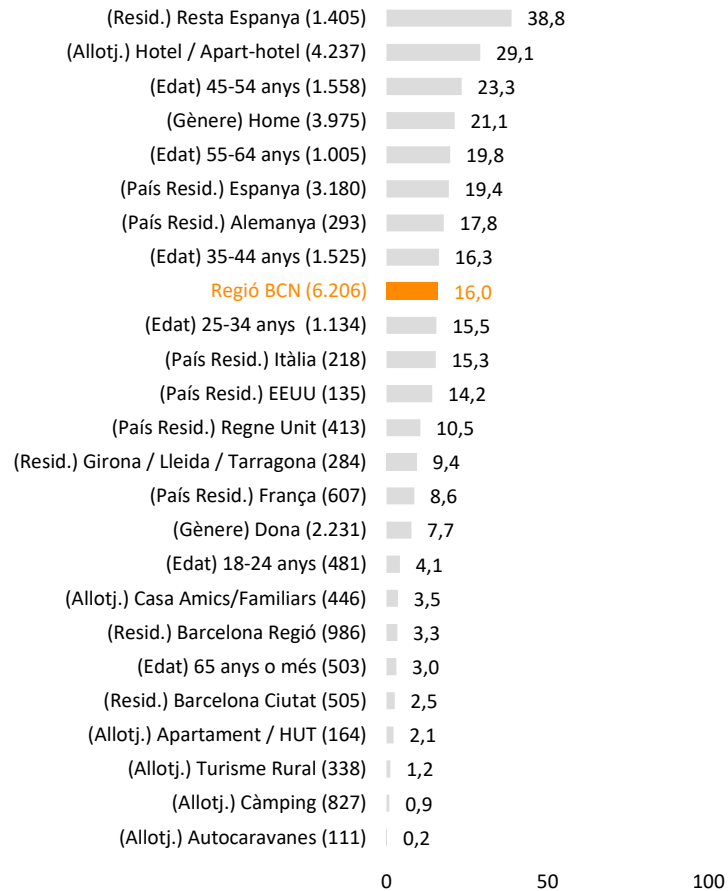 (Resid.) Resta Espanya (1.405) 38,8
(Allotj.) Hotel / Apart-hotel (4.237) 29,1
(Edat) 45-54 anys (1.558) 23,3
(Gènere) Home (3.975) 21,1
(Edat) 55-64 anys (1.005) 19,8
(País Resid.) Espanya (3.180) 19,4
(País Resid.) Alemanya (293) 17,8
(Edat) 35-44 anys (1.525) 16,3
Regió BCN (6.206) 16,0
(Edat) 25-34 anys (1.134) 15,5
(País Resid.) Itàlia (218) 15,3
(País Resid.) EEUU (135) 14,2
(País Resid.) Regne Unit (413) 10,5
(Resid.) Girona / Lleida / Tarragona (284) 9,4
(País Resid.) França (607) 8,6
(Gènere) Dona (2.231) 7,7
(Edat) 18-24 anys (481) 4,1
(Allotj.) Casa Amics/Familiars (446) 3,5
(Resid.) Barcelona Regió (986) 3,3
(Edat) 65 anys o més (503) 3,0
(Resid.) Barcelona Ciutat (505) 2,5
(Allotj.) Apartament / HUT (164) 2,1
(Allotj.) Turisme Rural (338) 1,2
(Allotj.) Càmping (827) 0,9
(Allotj.) Autocaravanes (111) 0,2
0 50 100